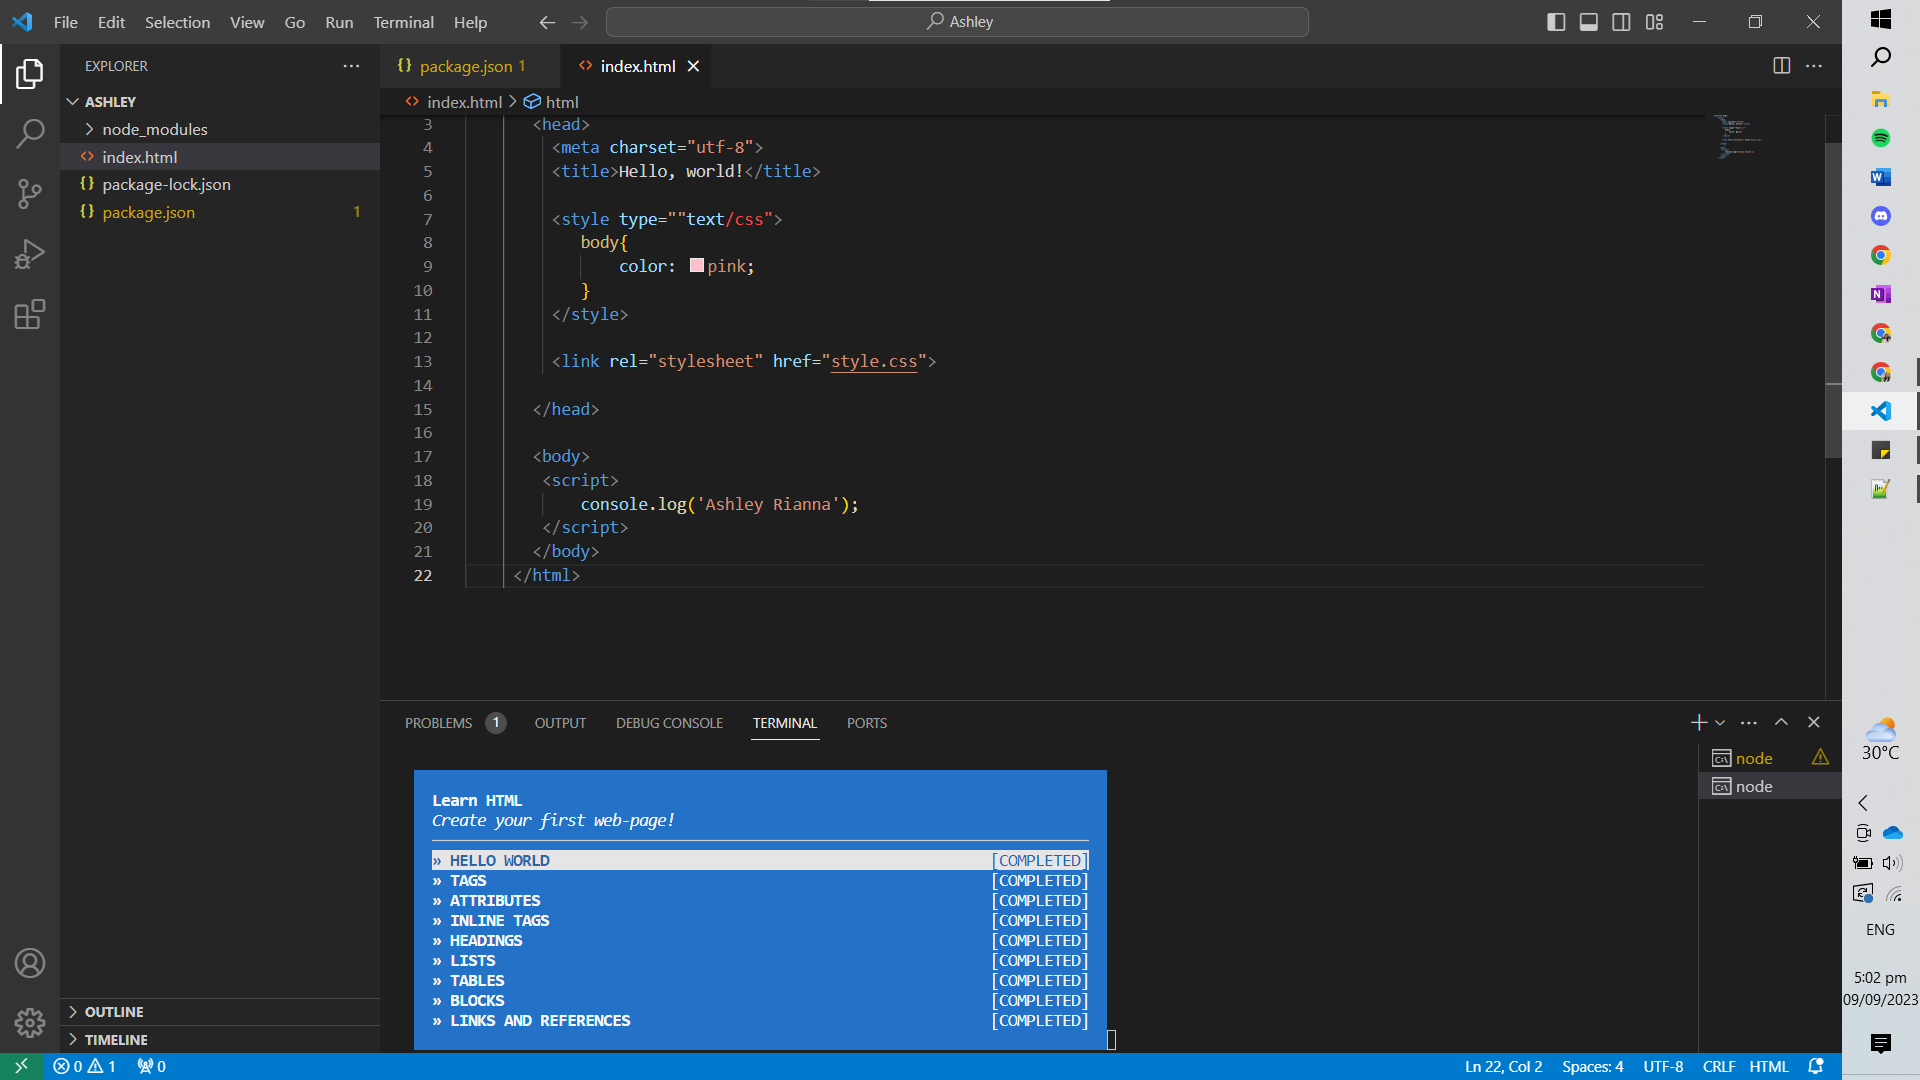 File Edit Selection View Go Run Terminal Help
Ashley
EXPLORER
ASHLEY
node_modules
index.html
package-lock.json
package.json 1
OUTLINE
TIMELINE
package.json 1
index.html
index.html > html
3 <head>
4 <meta charset="utf-8">
5 <title>Hello, world!</title>
6
7 <style type=""text/css">
8 body{
9 color: pink;
10 }
11 </style>
12
13 <link rel="stylesheet" href="style.css">
14
15 </head>
16
17 <body>
18 <script>
19 console.log('Ashley Rianna');
20 </script>
21 </body>
22 </html>
PROBLEMS 1 OUTPUT DEBUG CONSOLE TERMINAL PORTS
Learn HTML
Create your first web-page!
» HELLO WORLD [COMPLETED]
» TAGS [COMPLETED]
» ATTRIBUTES [COMPLETED]
» INLINE TAGS [COMPLETED]
» HEADINGS [COMPLETED]
» LISTS [COMPLETED]
» TABLES [COMPLETED]
» BLOCKS [COMPLETED]
» LINKS AND REFERENCES [COMPLETED]
node
node
0 1 0
Ln 22, Col 2 Spaces: 4 UTF-8 CRLF HTML
30°C
ENG
5:02 pm
09/09/2023